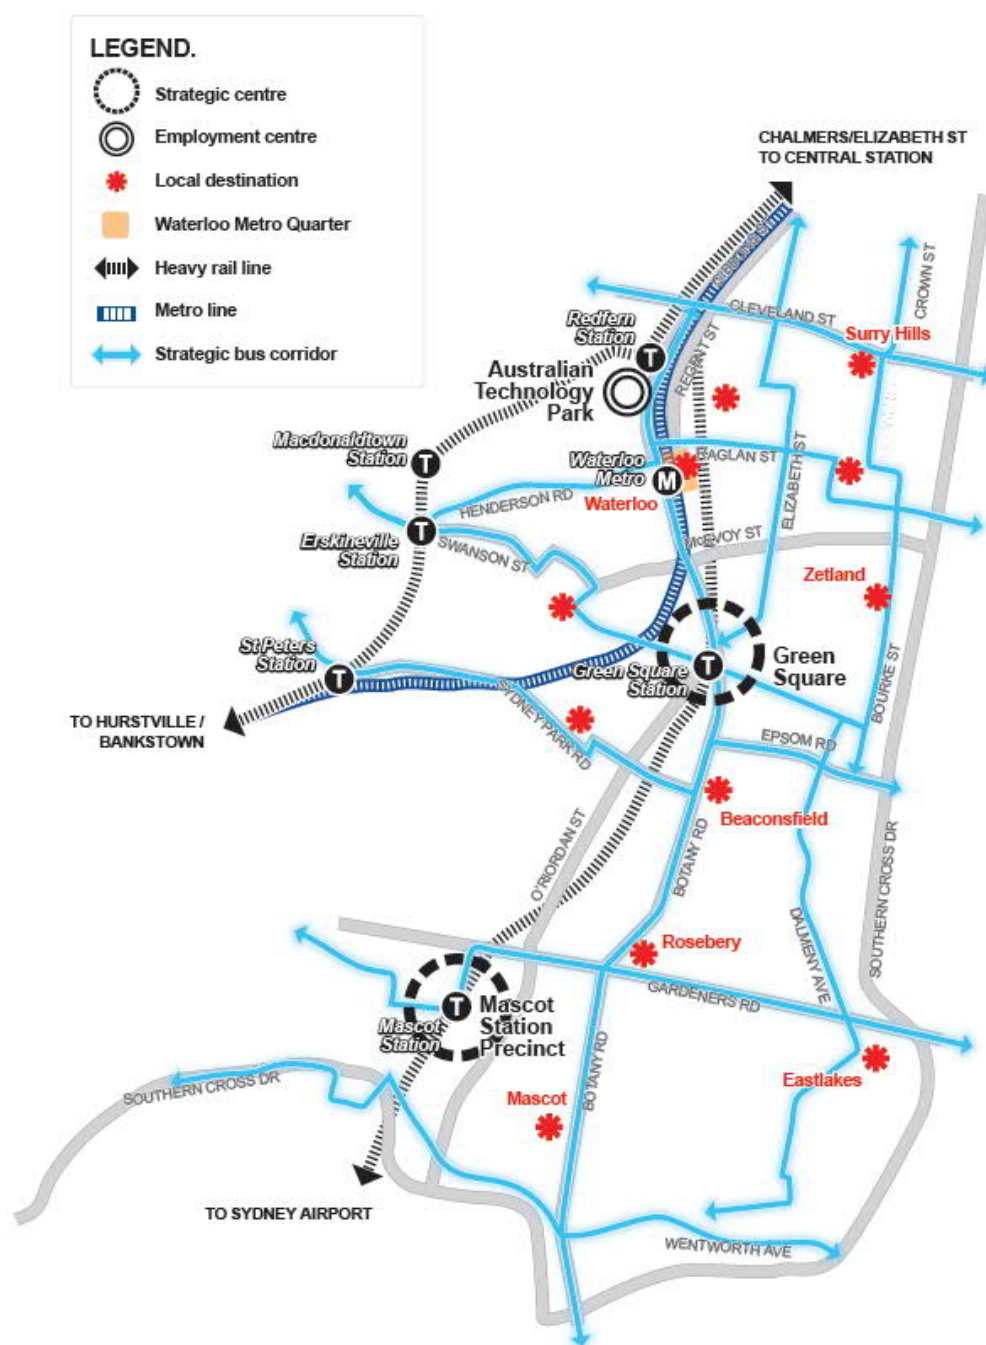 LEGEND.
Strategic centre
Employment centre
Local destination
Waterloo Metro Quarter
Heavy rail line
Metro line
Strategic bus corridor
CHALMERS/ELIZABETH ST
TO CENTRAL STATION
GIBBONS ST
CROWN ST
CLEVELAND ST
Redfern
Station
T
REGENT ST
Surry Hills
Australian
Technology
Park
Macdonaldtown
Station
T
ELIZABETH ST
RAGLAN ST
Waterloo
Metro
M
Waterloo
HENDERSON RD
Erskineville
Station
T
SWANSON ST
McEVOY ST
Zetland
St Peters
Station
T
Green Square
Station
T
Green
Square
BOURKE ST
TO HURSTVILLE /
BANKSTOWN
SYDNEY PARK RD
EPSOM RD
Beaconsfield
O'RIORDAN ST
BOTANY RD
SOUTHERN CROSS DR
DALMENY AVE
Rosebery
GARDENERS RD
T
Mascot
Station
Mascot
Station
Precinct
BOTANY RD
Eastlakes
SOUTHERN CROSS DR
Mascot
TO SYDNEY AIRPORT
WENTWORTH AVE